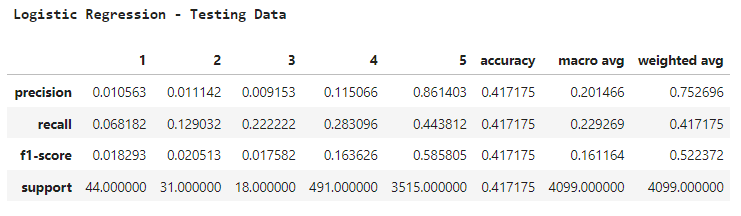 Logistic Regression - Testing Data
1 2 3 4 5 accuracy macro avg weighted avg
precision 0.010563 0.011142 0.009153 0.115066 0.861403 0.417175 0.201466 0.752696
recall 0.068182 0.129032 0.222222 0.283096 0.443812 0.417175 0.229269 0.417175
f1-score 0.018293 0.020513 0.017582 0.163626 0.585805 0.417175 0.161164 0.522372
support 44.000000 31.000000 18.000000 491.000000 3515.000000 0.417175 4099.000000 4099.000000